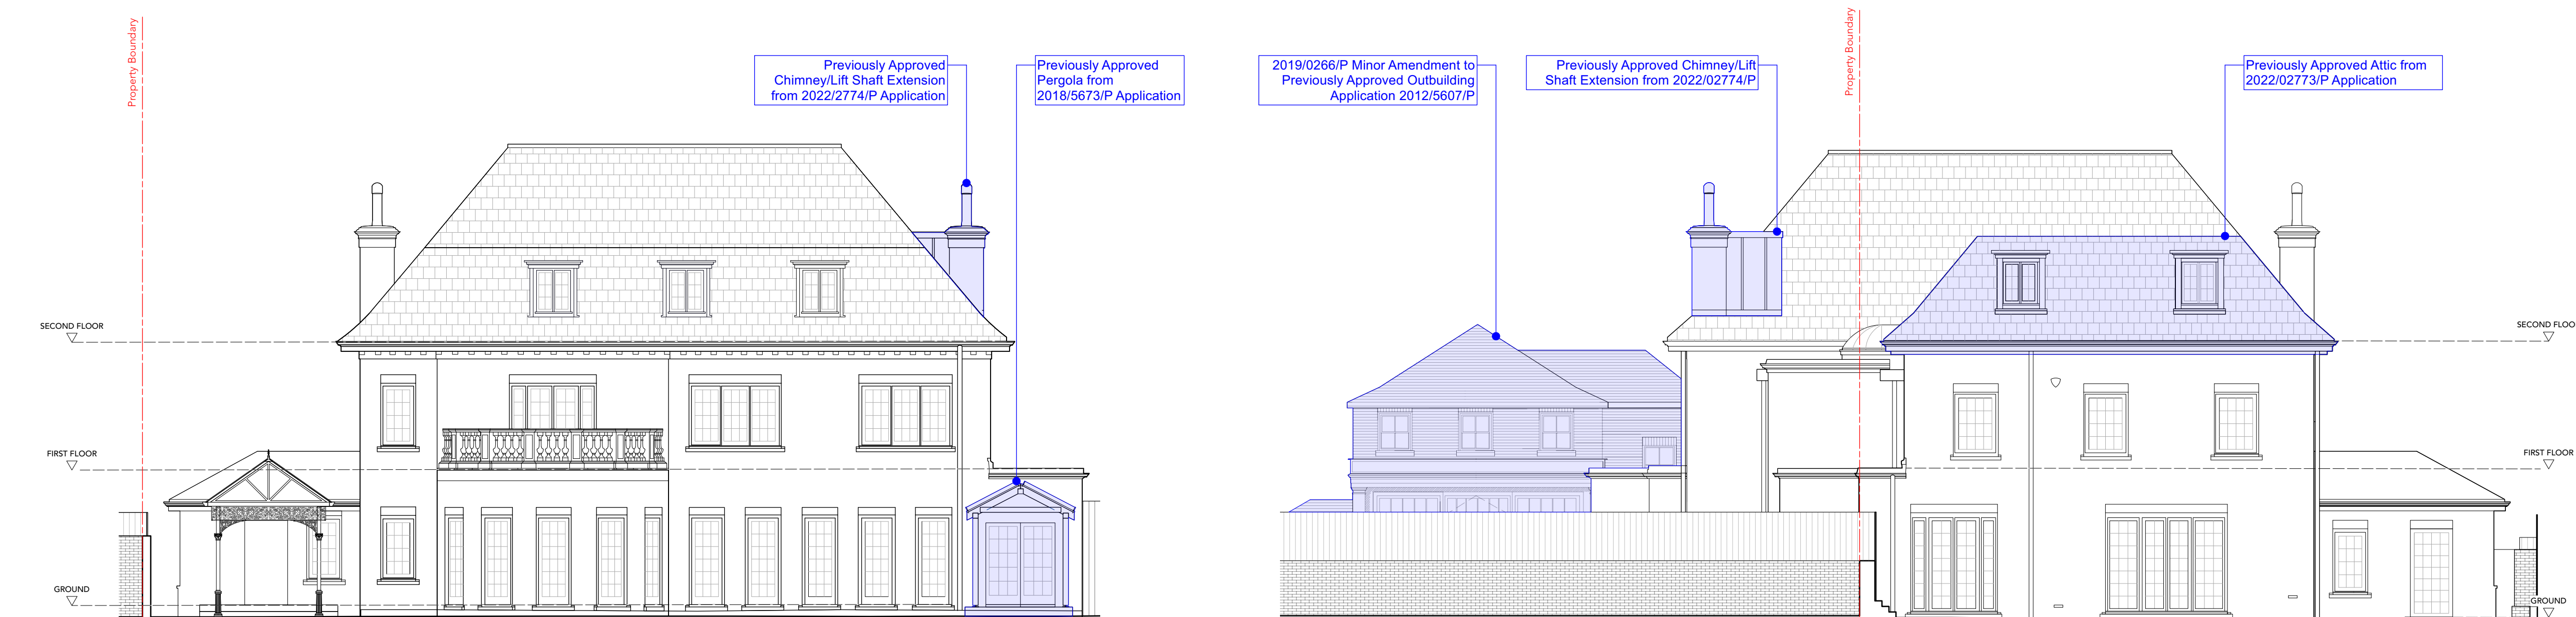 Property Boundary
Previously Approved
Chimney/Lift Shaft Extension
from 2022/2774/P Application
Previously Approved
Pergola from
2018/5673/P Application
SECOND FLOOR
FIRST FLOOR
GROUND
2019/0266/P Minor Amendment to
Previously Approved Outbuilding
Application 2012/5607/P
Previously Approved Chimney/Lift
Shaft Extension from 2022/02774/P
Property Boundary
Previously Approved Attic from
2022/02773/P Application
SECOND FLOO
FIRST FLOOR
GROUND